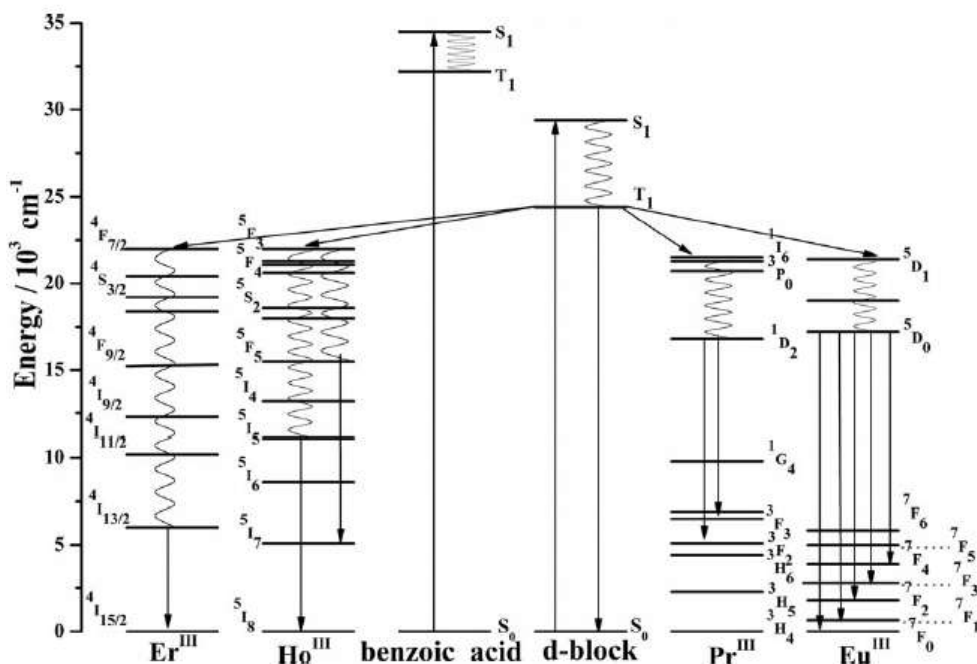 Energy / 10³ cm⁻¹
35
30
25
20
15
10
5
0
⁴F₇/₂
⁴S₃/₂
⁴F₉/₂
⁴I₉/₂
⁴I₁₁/₂
⁴I₁₃/₂
⁴I₁₅/₂
Er^III
⁵F₃
⁵F₄
⁵S₂
⁵F₅
⁵I₄
⁵I₅
⁵I₆
⁵I₇
⁵I₈
Ho^III
S₁
T₁
S₀
benzoic acid
S₁
T₁
S₀
d-block
¹I₆
³P₀
¹D₂
¹G₄
³F₃
³F₂
³H₆
³H₅
³H₄
Pr^III
⁵D₁
⁵D₀
⁷F₆
⁷F₅
⁷F₄
⁷F₃
⁷F₂
⁷F₁
⁷F₀
Eu^III